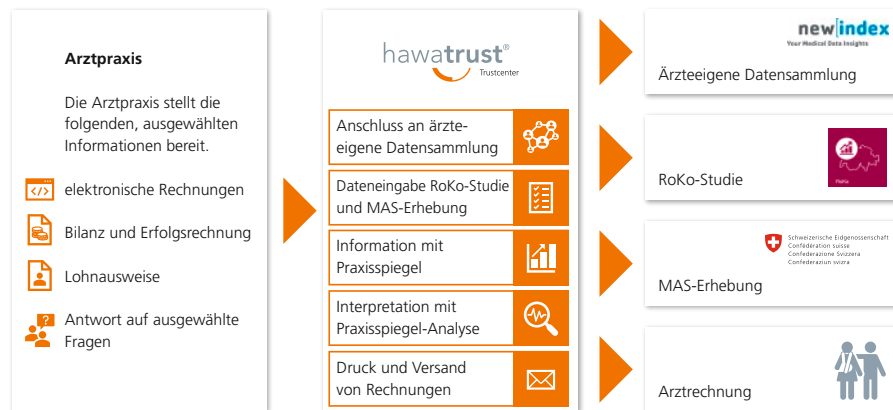 Arztpraxis
Die Arztpraxis stellt die
folgenden, ausgewählten
Informationen bereit.
elektronische Rechnungen
Bilanz und Erfolgsrechnung
Lohnausweise
Antwort auf ausgewählte
Fragen
hawatrust®
Trustcenter
Anschluss an ärzte-
eigene Datensammlung
Dateneingabe RoKo-Studie
und MAS-Erhebung
Information mit
Praxisspiegel
Interpretation mit
Praxisspiegel-Analyse
Druck und Versand
von Rechnungen
newindex
Your Medical Data Insights
Ärzteeigene Datensammlung
RoKo-Studie
Schweizerische Eidgenossenschaft
Confédération suisse
Confederazione Svizzera
Confederaziun svizra
MAS-Erhebung
Arztrechnung